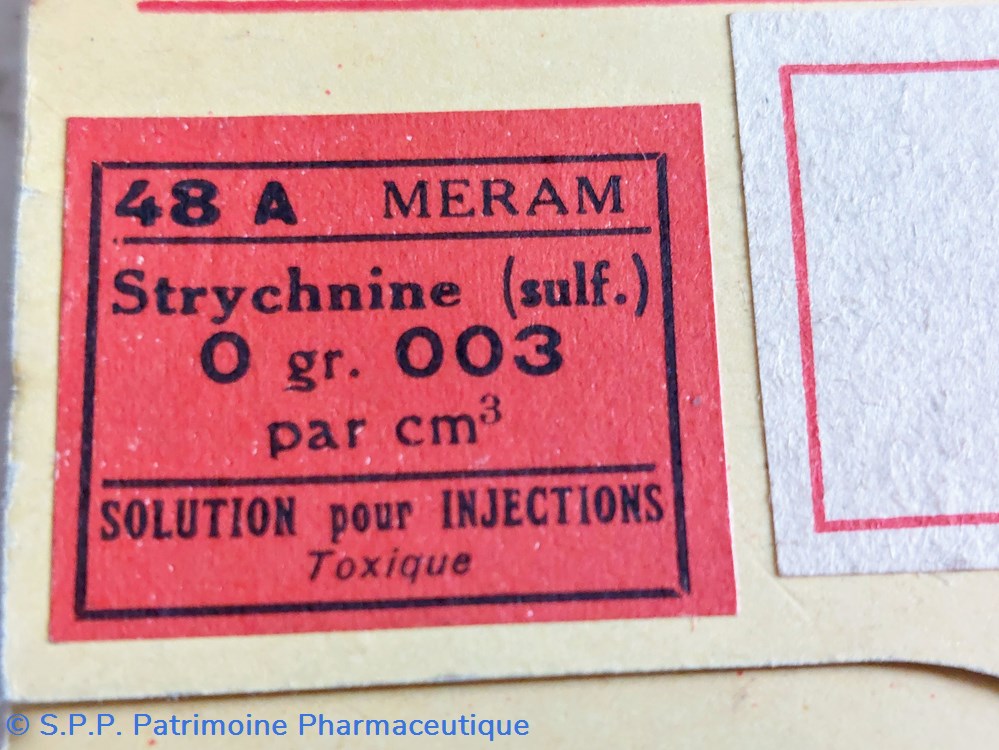 48 A MERAM
Strychnine (sulf.)
0 gr. 003
par cm³
SOLUTION pour INJECTIONS
Toxique
© S.P.P. Patrimoine Pharmaceutique